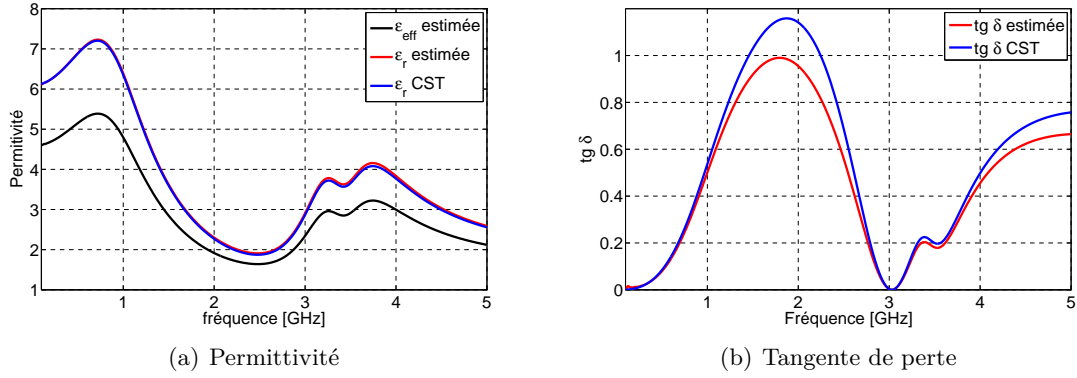 8
7
6
5
4
3
2
1
Permitivité
ε_eff estimée
ε_r estimée
ε_r CST
1 2 3 4 5
fréquence [GHz]
(a) Permittivité
1
0.8
0.6
0.4
0.2
0
tg δ
tg δ estimée
tg δ CST
1 2 3 4 5
Fréquence [GHz]
(b) Tangente de perte